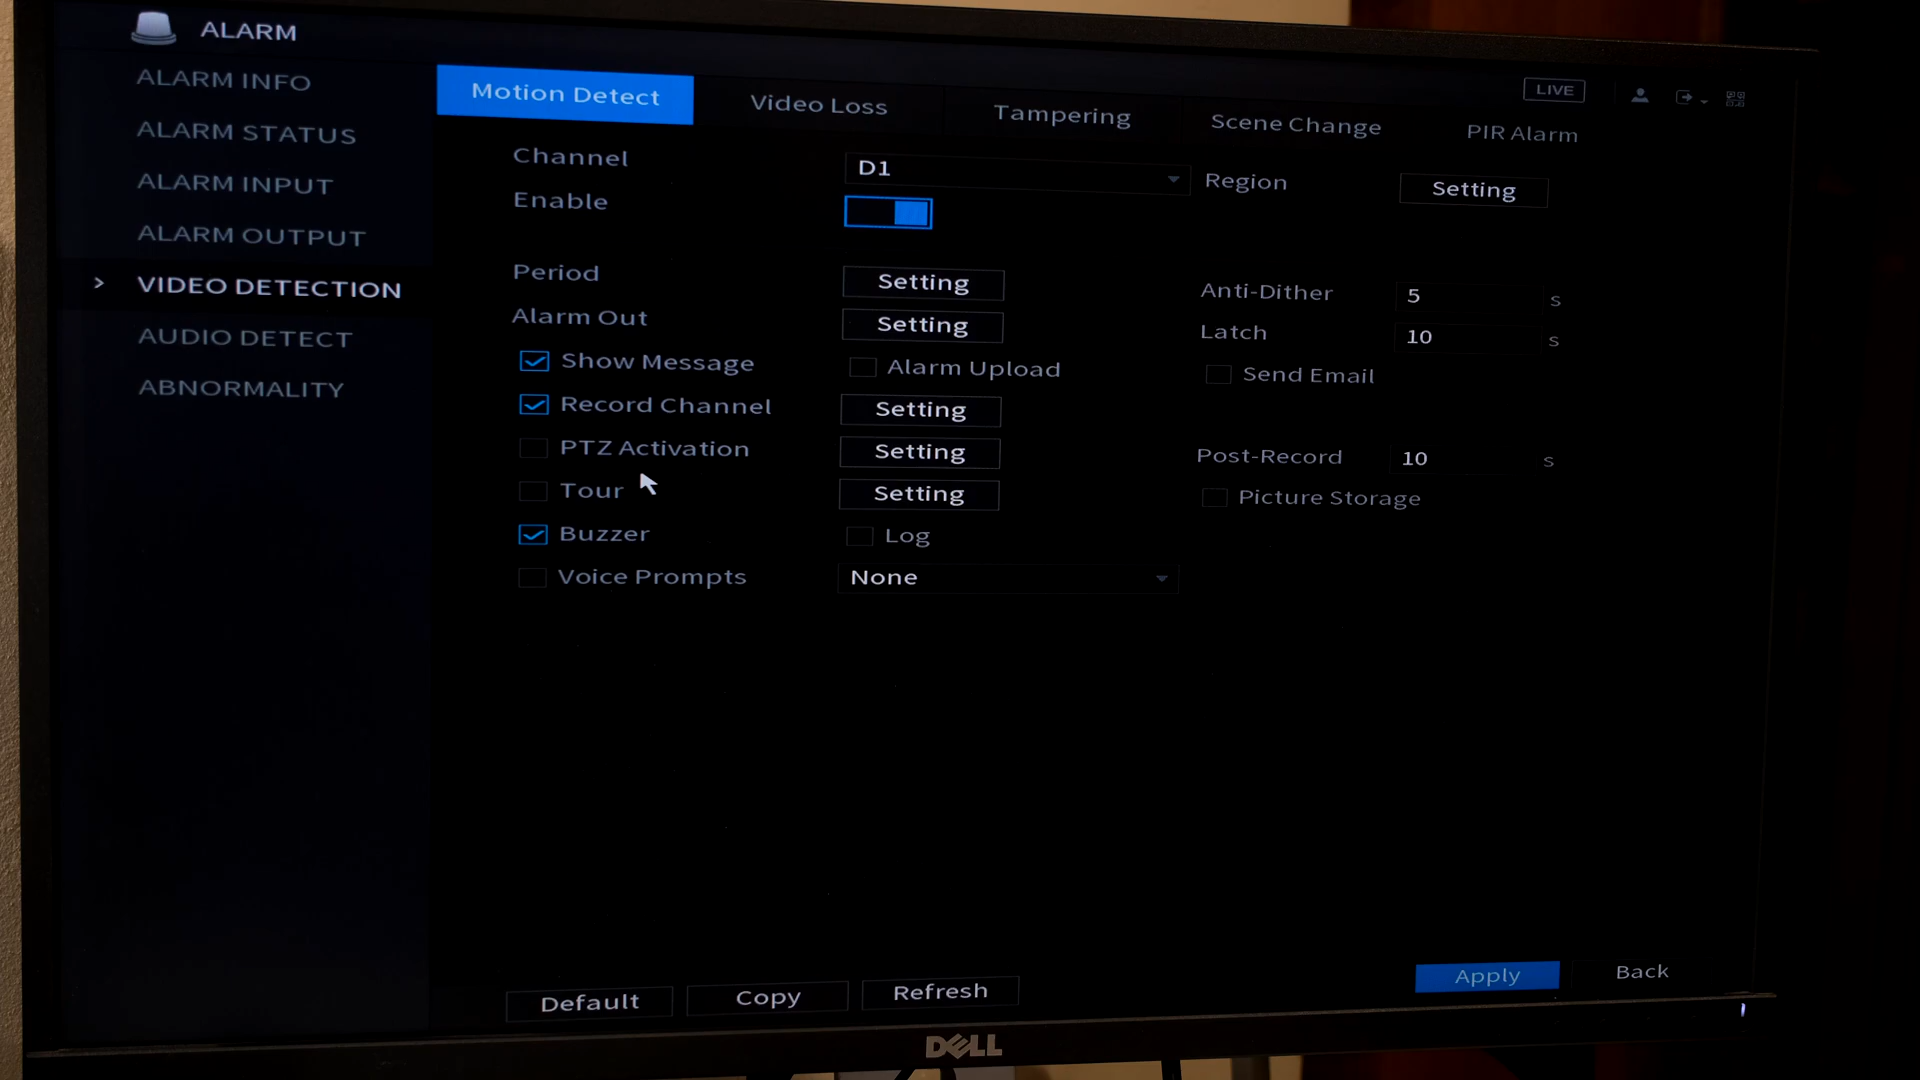 ALARM
LIVE
ALARM INFO
ALARM STATUS
ALARM INPUT
ALARM OUTPUT
> VIDEO DETECTION
AUDIO DETECT
ABNORMALITY
Motion Detect Video Loss Tampering Scene Change PIR Alarm
Channel D1 Region Setting
Enable
Period Setting Anti-Dither 5 s
Alarm Out Setting Latch 10 s
Show Message Alarm Upload Send Email
Record Channel Setting
PTZ Activation Setting Post-Record 10 s
Tour Setting Picture Storage
Buzzer Log
Voice Prompts None
Default Copy Refresh Apply Back
DELL